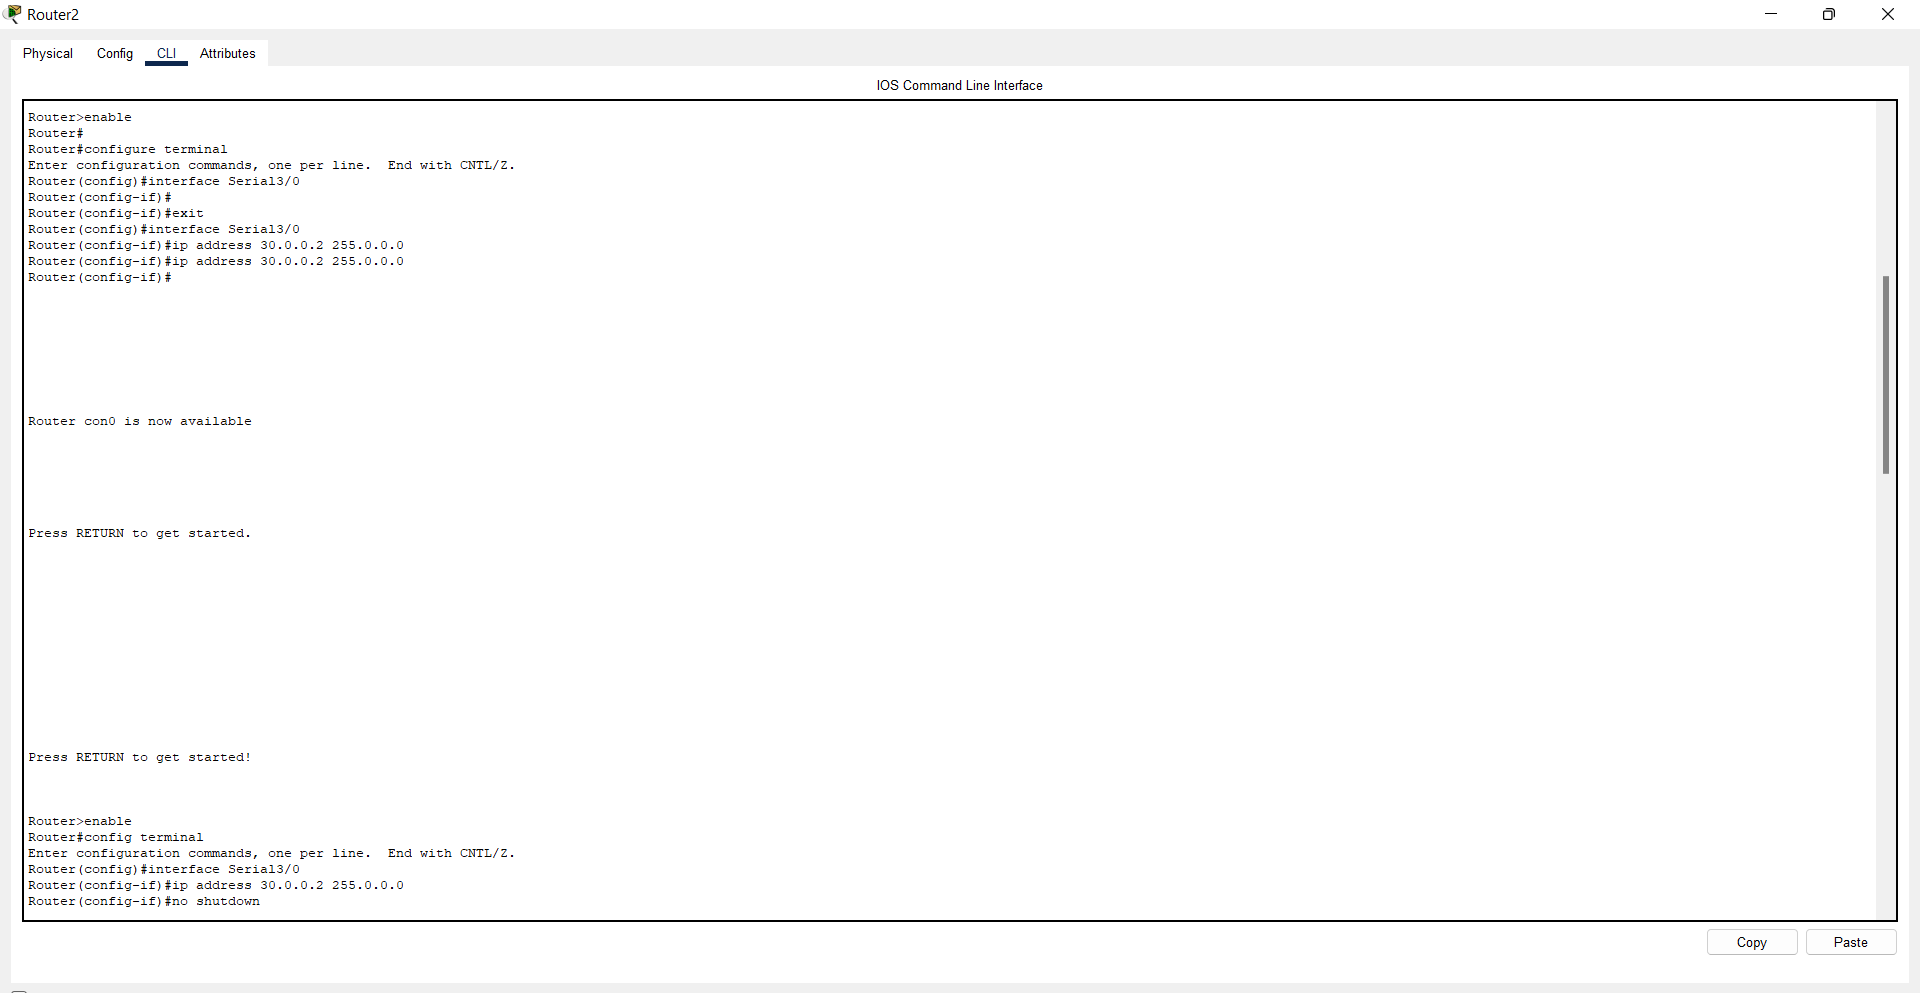 Router2
Physical Config CLI Attributes
IOS Command Line Interface
Router>enable
Router#
Router#configure terminal
Enter configuration commands, one per line.  End with CNTL/Z.
Router(config)#interface Serial3/0
Router(config-if)#
Router(config-if)#exit
Router(config)#interface Serial3/0
Router(config-if)#ip address 30.0.0.2 255.0.0.0
Router(config-if)#ip address 30.0.0.2 255.0.0.0
Router(config-if)#
Router con0 is now available
Press RETURN to get started.
Press RETURN to get started!
Router>enable
Router#config terminal
Enter configuration commands, one per line.  End with CNTL/Z.
Router(config)#interface Serial3/0
Router(config-if)#ip address 30.0.0.2 255.0.0.0
Router(config-if)#no shutdown
Copy Paste